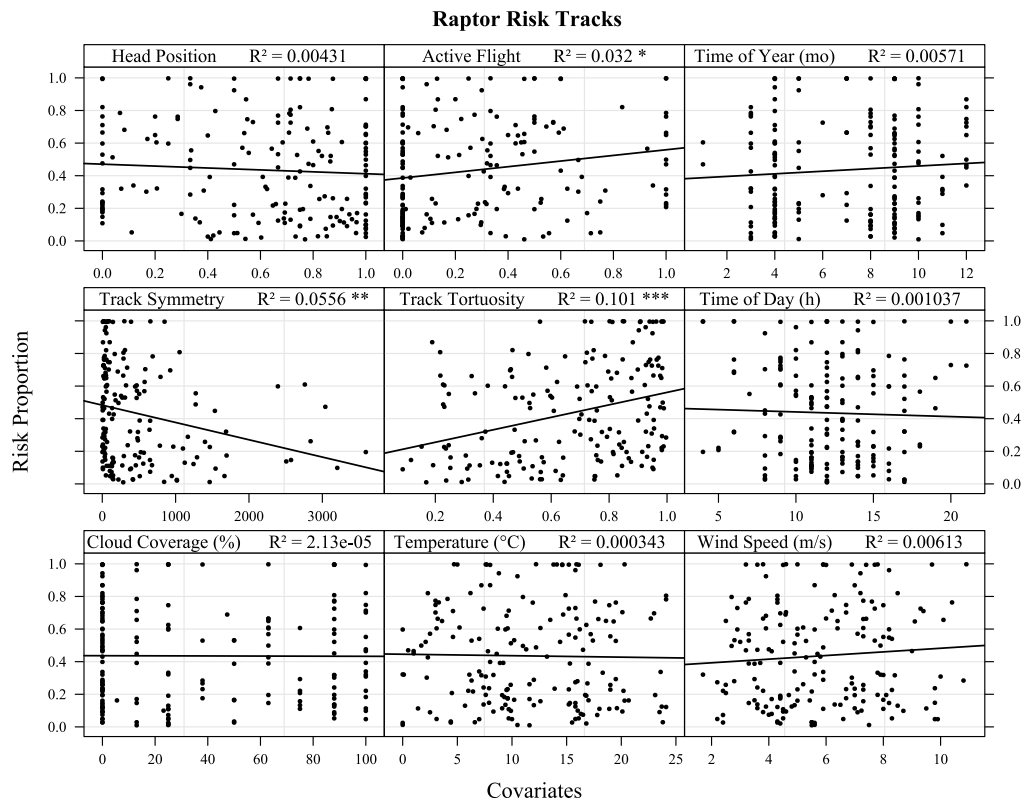 Raptor Risk Tracks
Head Position R² = 0.00431
Active Flight R² = 0.032 *
Time of Year (mo) R² = 0.00571
1.0
0.8
0.6
0.4
0.2
0.0
0.0 0.2 0.4 0.6 0.8 1.0
0.0 0.2 0.4 0.6 0.8 1.0
2 4 6 8 10 12
Track Symmetry R² = 0.0556 **
Track Tortuosity R² = 0.101 ***
Time of Day (h) R² = 0.001037
1.0
0.8
0.6
0.4
0.2
0.0
0 1000 2000 3000
0.2 0.4 0.6 0.8 1.0
5 10 15 20
Risk Proportion
Cloud Coverage (%) R² = 2.13e-05
Temperature (°C) R² = 0.000343
Wind Speed (m/s) R² = 0.00613
1.0
0.8
0.6
0.4
0.2
0.0
0 20 40 60 80 100
0 5 10 15 20 25
2 4 6 8 10
Covariates